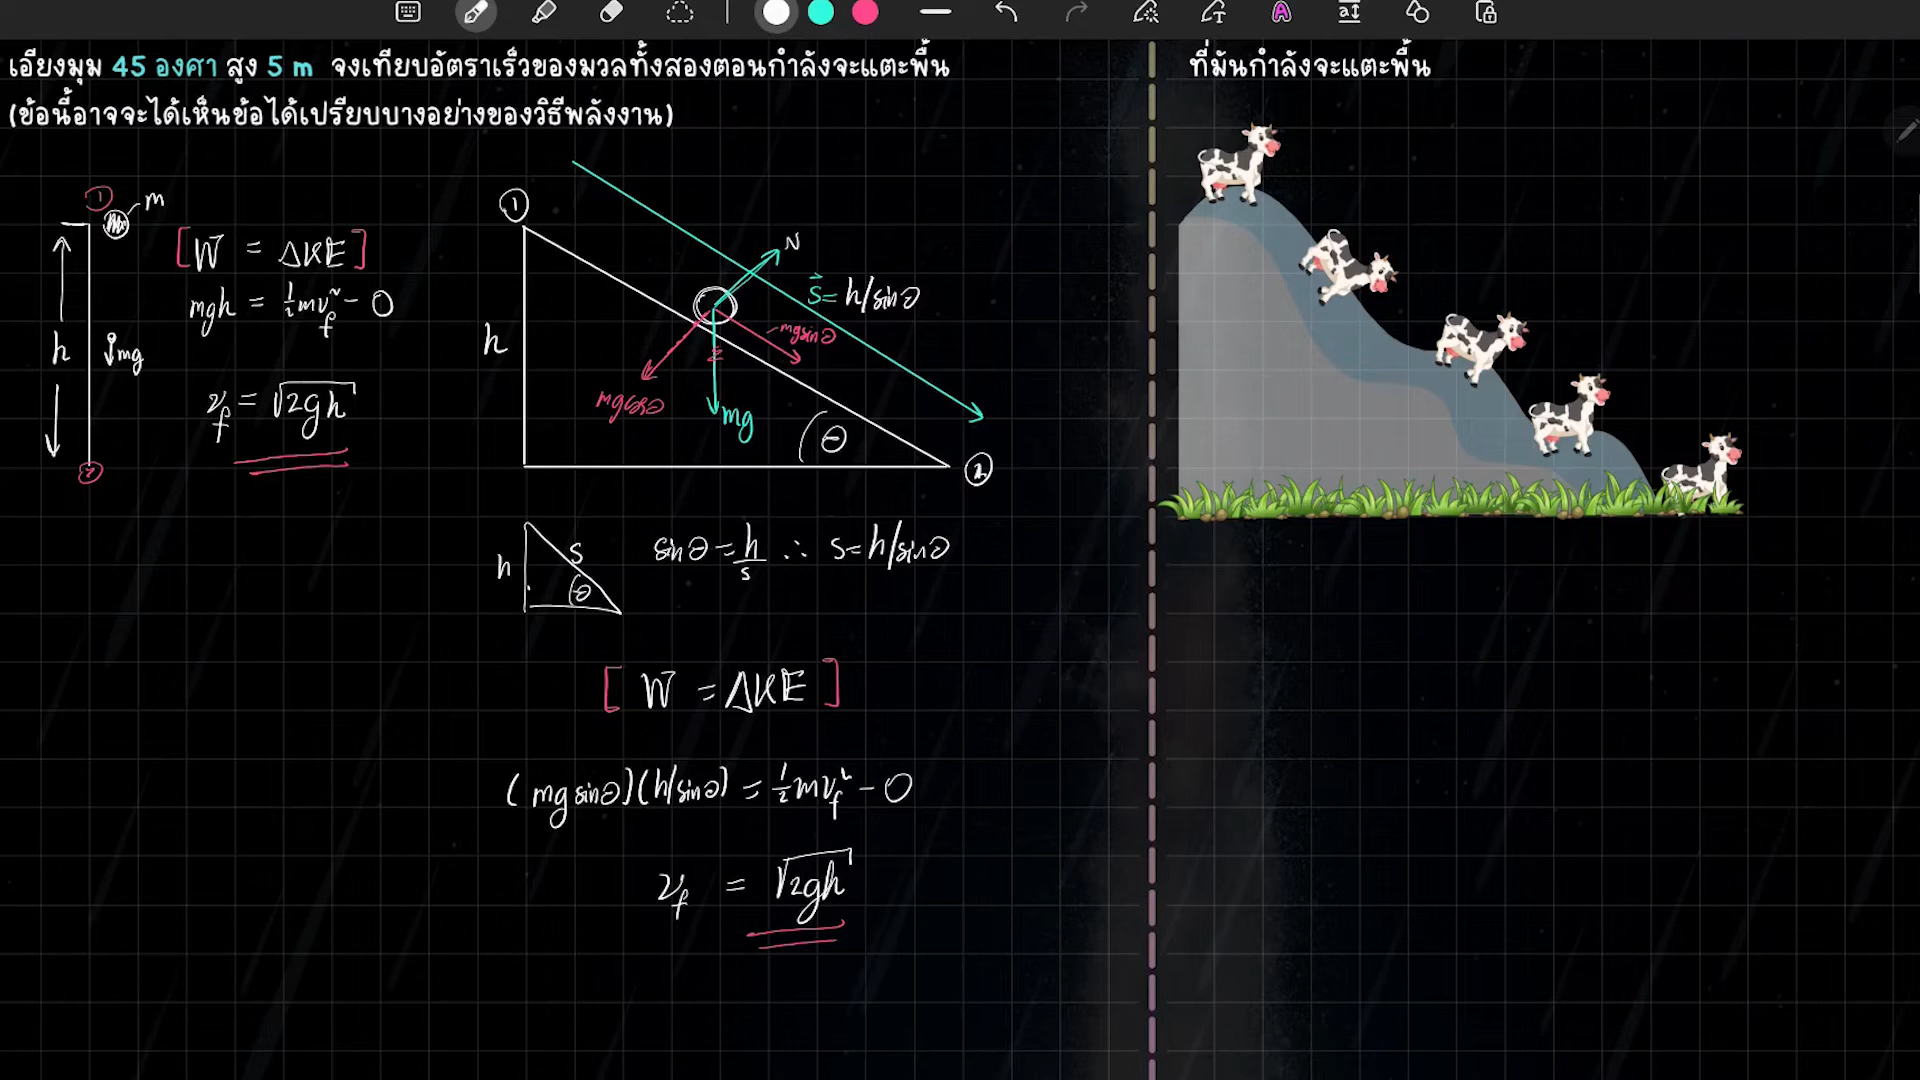 เอียงมุม 45 องศา สูง 5 m จงเทียบอัตราเร็วของมวลทั้งสองตอนกำลังจะแตะพื้น
(ข้อนี้อาจจะได้เห็นข้อได้เปรียบบางอย่างของวิธีพลังงาน)
① m
[W = ΔKE]
mgh = ½mv_f² - 0
h
mg
v_f = √2gh
②
①
N
s⃗ = h/sinθ
mg sinθ
h
mg cosθ
mg
θ
②
h
s
θ
sinθ = h/s ∴ s = h/sinθ
[W = ΔKE]
(mg sinθ)(h/sinθ) = ½mv_f² - 0
v_f = √2gh
ที่มันกำลังจะแตะพื้น